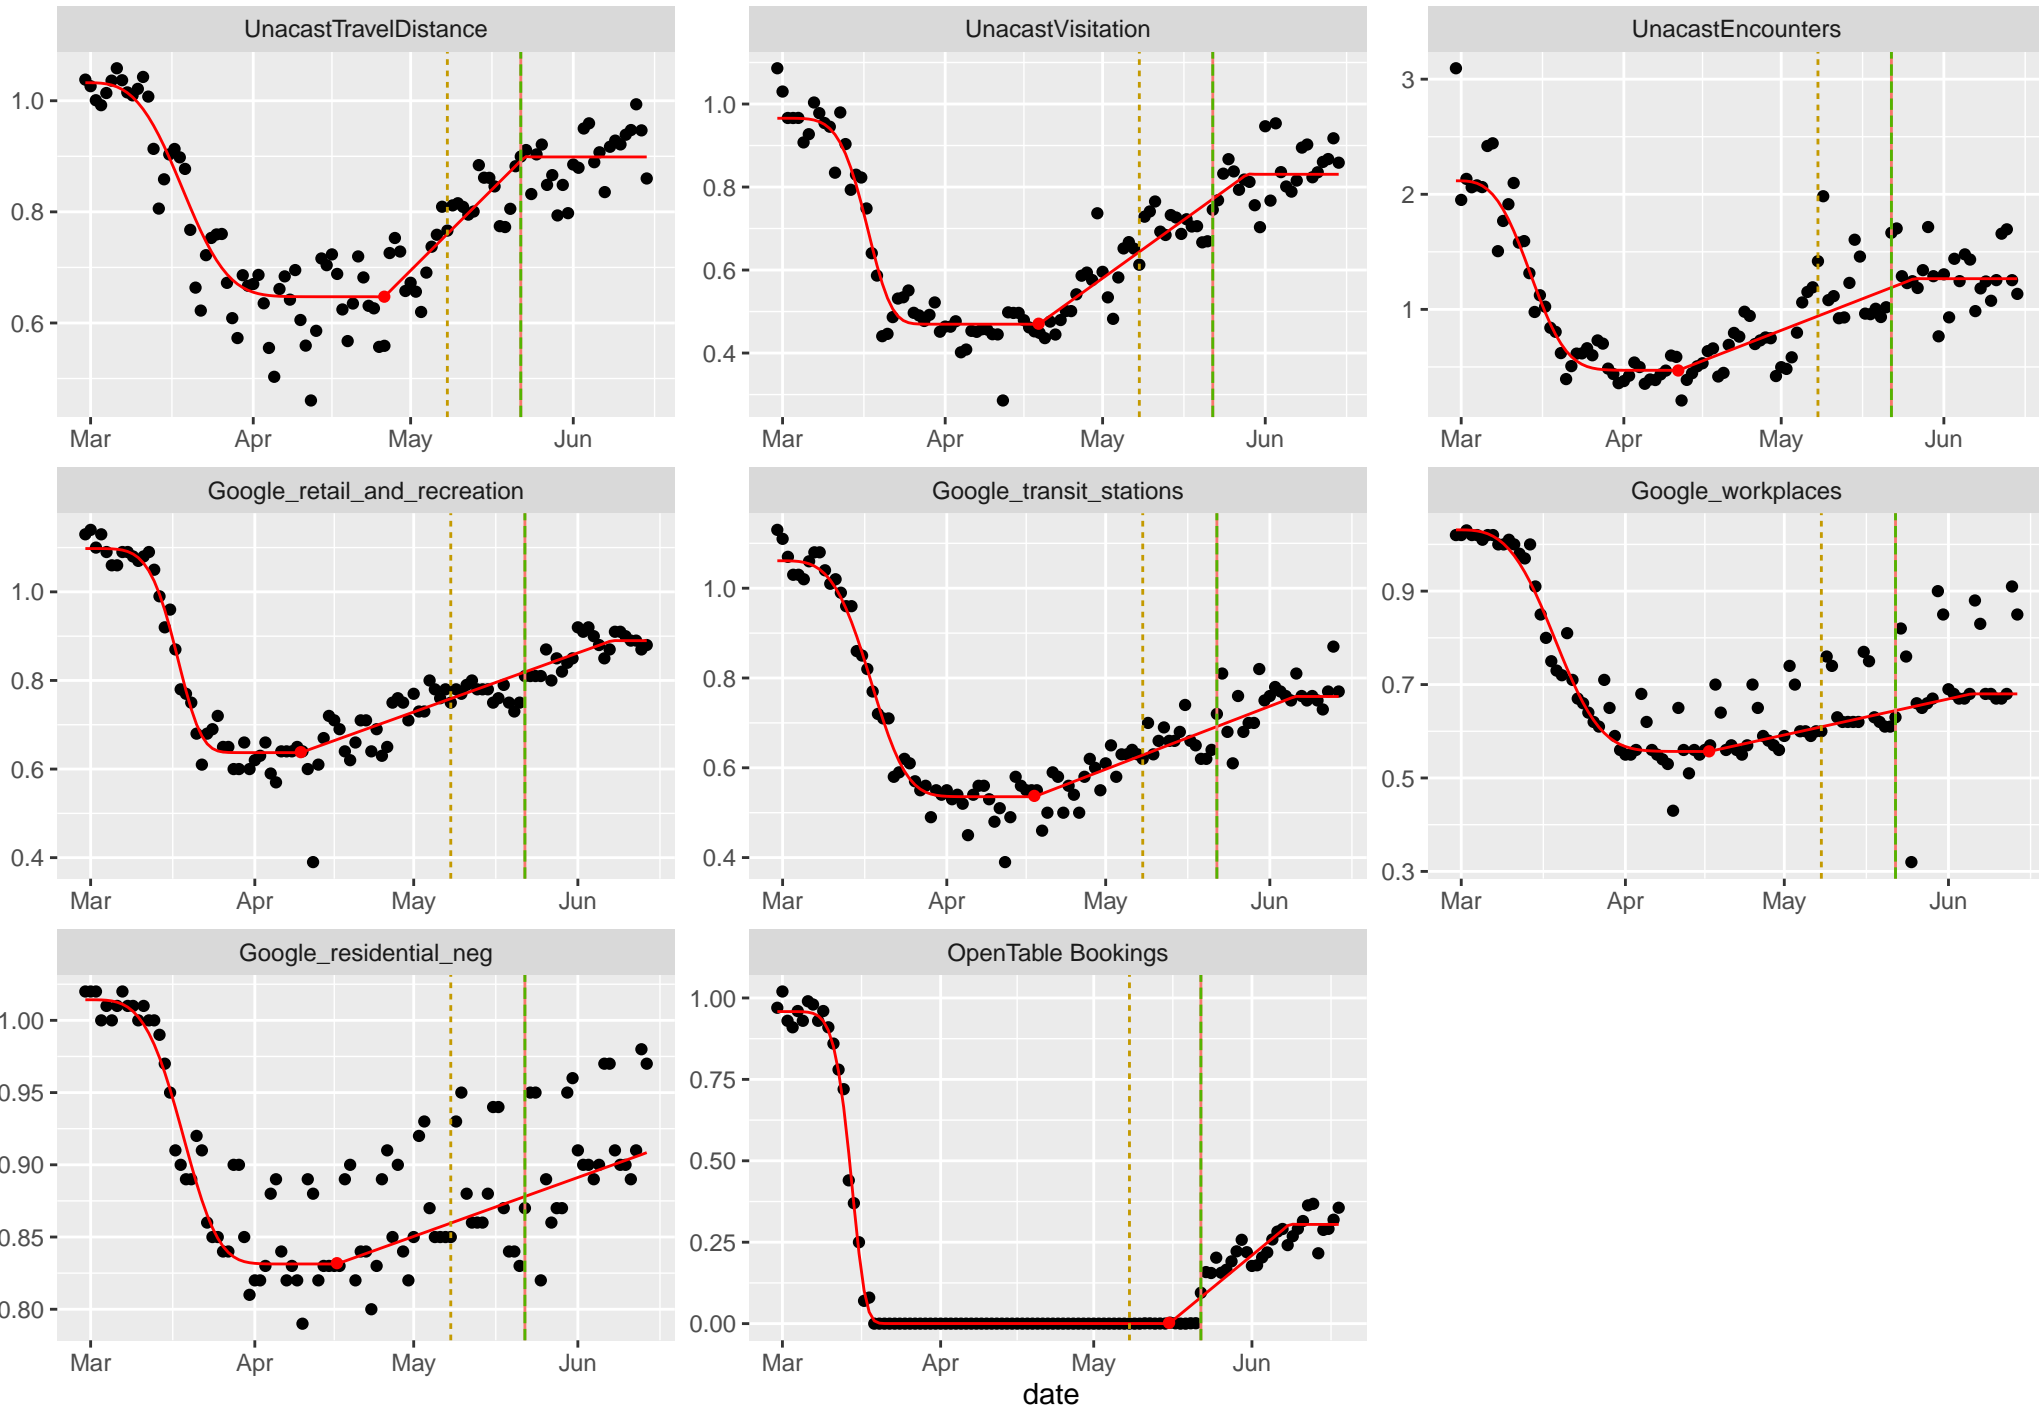 UnacastTravelDistance UnacastVisitation UnacastEncounters
1.0
0.8
0.6
Mar Apr May Jun
1.0
0.8
0.6
0.4
Mar Apr May Jun
3
2
1
Mar Apr May Jun
Google_retail_and_recreation Google_transit_stations Google_workplaces
1.0
0.8
0.6
0.4
Mar Apr May Jun
1.0
0.8
0.6
0.4
Mar Apr May Jun
0.9
0.7
0.5
0.3
Mar Apr May Jun
Google_residential_neg OpenTable Bookings
1.00
0.95
0.90
0.85
0.80
Mar Apr May Jun
1.00
0.75
0.50
0.25
0.00
Mar Apr May Jun
date